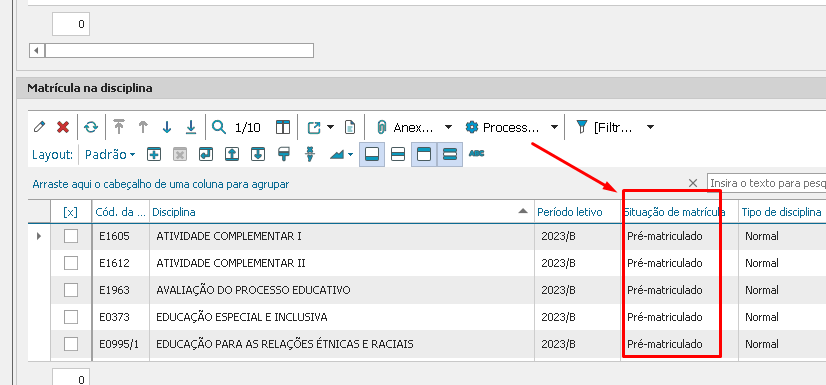 0
Matrícula na disciplina
1/10 Anex... Process... [Filtr...
Layout: Padrão ABC
Arraste aqui o cabeçalho de uma coluna para agrupar Insira o texto para pesq
[x] Cód. da ... Disciplina Período letivo Situação de matrícula Tipo de disciplina
E1605 ATIVIDADE COMPLEMENTAR I 2023/B Pré-matriculado Normal
E1612 ATIVIDADE COMPLEMENTAR II 2023/B Pré-matriculado Normal
E1963 AVALIAÇÃO DO PROCESSO EDUCATIVO 2023/B Pré-matriculado Normal
E0373 EDUCAÇÃO ESPECIAL E INCLUSIVA 2023/B Pré-matriculado Normal
E0995/1 EDUCAÇÃO PARA AS RELAÇÕES ÉTNICAS E RACIAIS 2023/B Pré-matriculado Normal
0